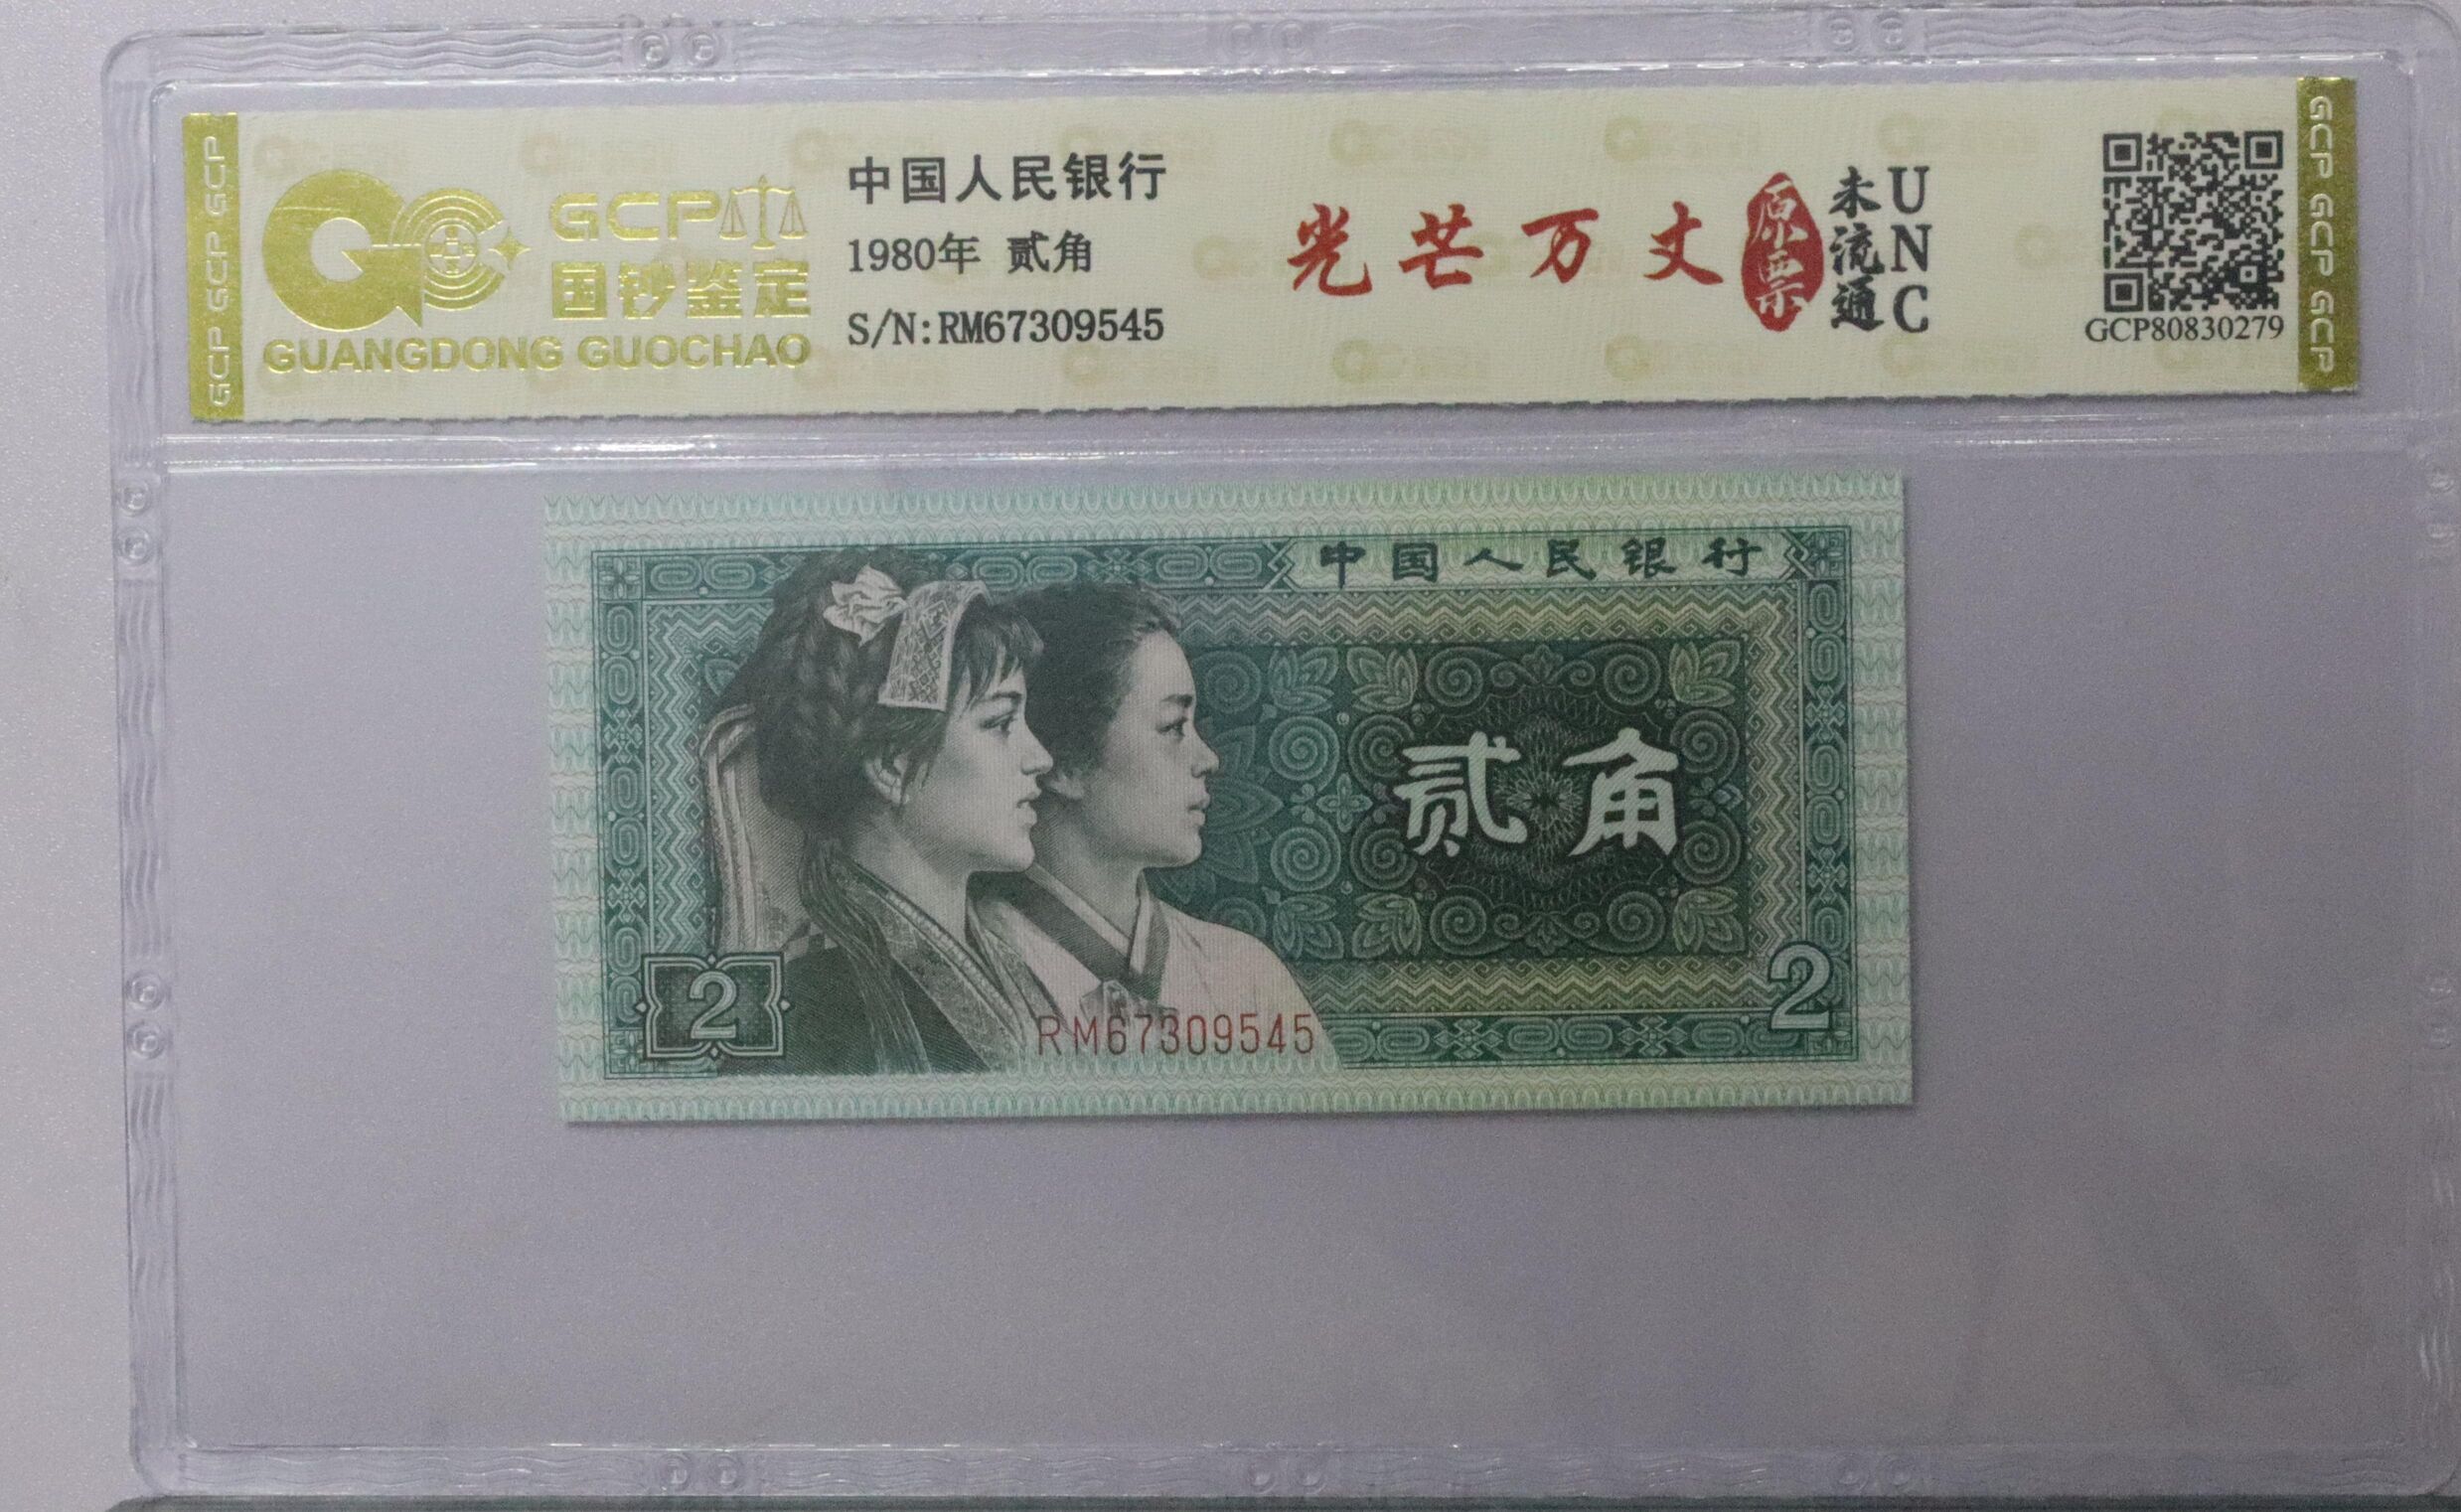 GCP GCP GCP
GCP
国钞鉴定
GUANGDONG GUOCHAO
中国人民银行
1980年 贰角
S/N:RM67309545
光芒万丈
原票
未流通
UNC
GCP80830279
GCP GCP GCP
中国人民银行
贰角
2
2
RM67309545